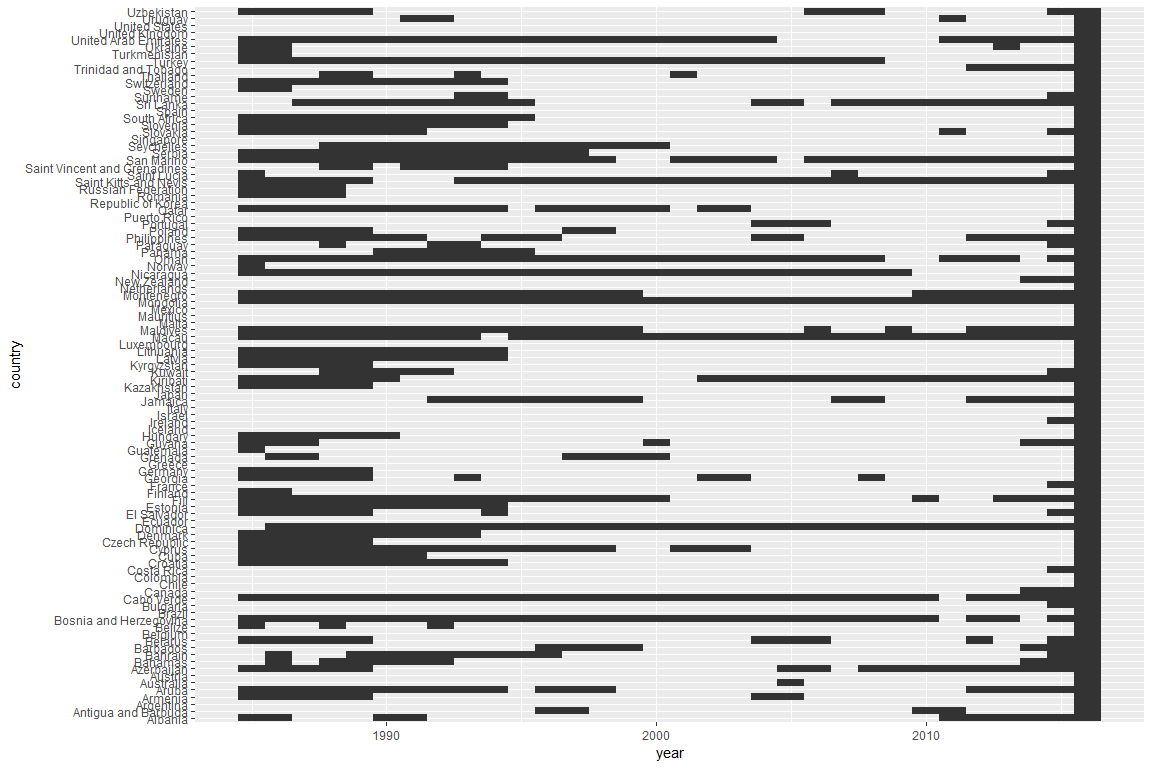 Uzbekistan
Uruguay
United States
United Kingdom
United Arab Emirates
Ukraine
Turkmenistan
Turkey
Trinidad and Tobago
Thailand
Switzerland
Sweden
Suriname
Sri Lanka
Spain
South Africa
Slovenia
Slovakia
Singapore
Seychelles
Serbia
San Marino
Saint Vincent and Grenadines
Saint Lucia
Saint Kitts and Nevis
Russian Federation
Romania
Republic of Korea
Qatar
Puerto Rico
Portugal
Poland
Philippines
Paraguay
Panama
Oman
Norway
Nicaragua
New Zealand
Netherlands
Montenegro
Mongolia
Mexico
Mauritius
Malta
Maldives
Macau
Luxembourg
Lithuania
Latvia
Kyrgyzstan
Kuwait
Kiribati
Kazakhstan
Japan
Jamaica
Italy
Israel
Ireland
Iceland
Hungary
Guyana
Guatemala
Grenada
Greece
Germany
Georgia
France
Finland
Fiji
Estonia
El Salvador
Ecuador
Dominica
Denmark
Czech Republic
Cyprus
Cuba
Croatia
Costa Rica
Colombia
Chile
Canada
Cabo Verde
Bulgaria
Brazil
Bosnia and Herzegovina
Belize
Belgium
Belarus
Barbados
Bahrain
Bahamas
Azerbaijan
Austria
Australia
Aruba
Armenia
Argentina
Antigua and Barbuda
Albania
country
1990 2000 2010
year